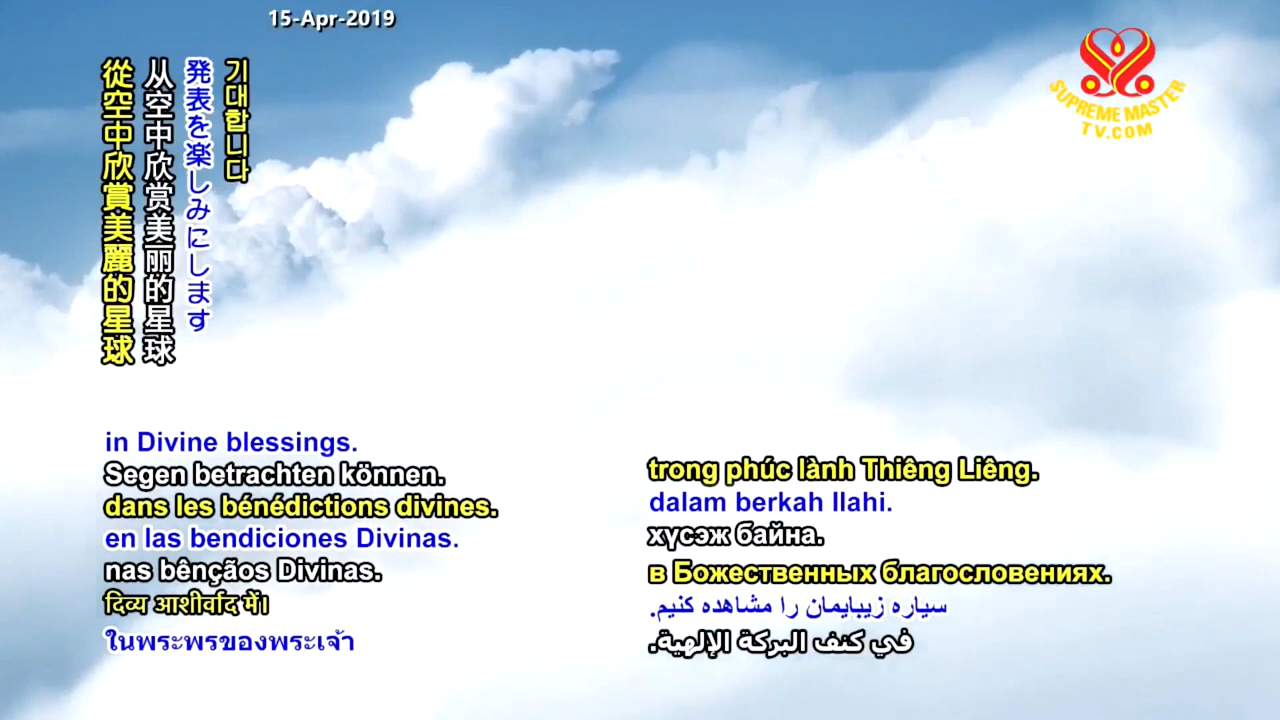 15-Apr-2019
SUPREME MASTER
TV.COM
從空中欣賞美麗的星球
从空中欣赏美丽的星球
発表を楽しみにします
기대합니다
in Divine blessings.
Segen betrachten können.
dans les bénédictions divines.
en las bendiciones Divinas.
nas bênçãos Divinas.
दिव्य आशीर्वाद में।
ในพระพรของพระเจ้า
trong phúc lành Thiêng Liêng.
dalam berkah Ilahi.
хүсэж байна.
в Божественных благословениях.
سیاره زیبایمان را مشاهده کنیم.
في كنف البركة الإلهية.